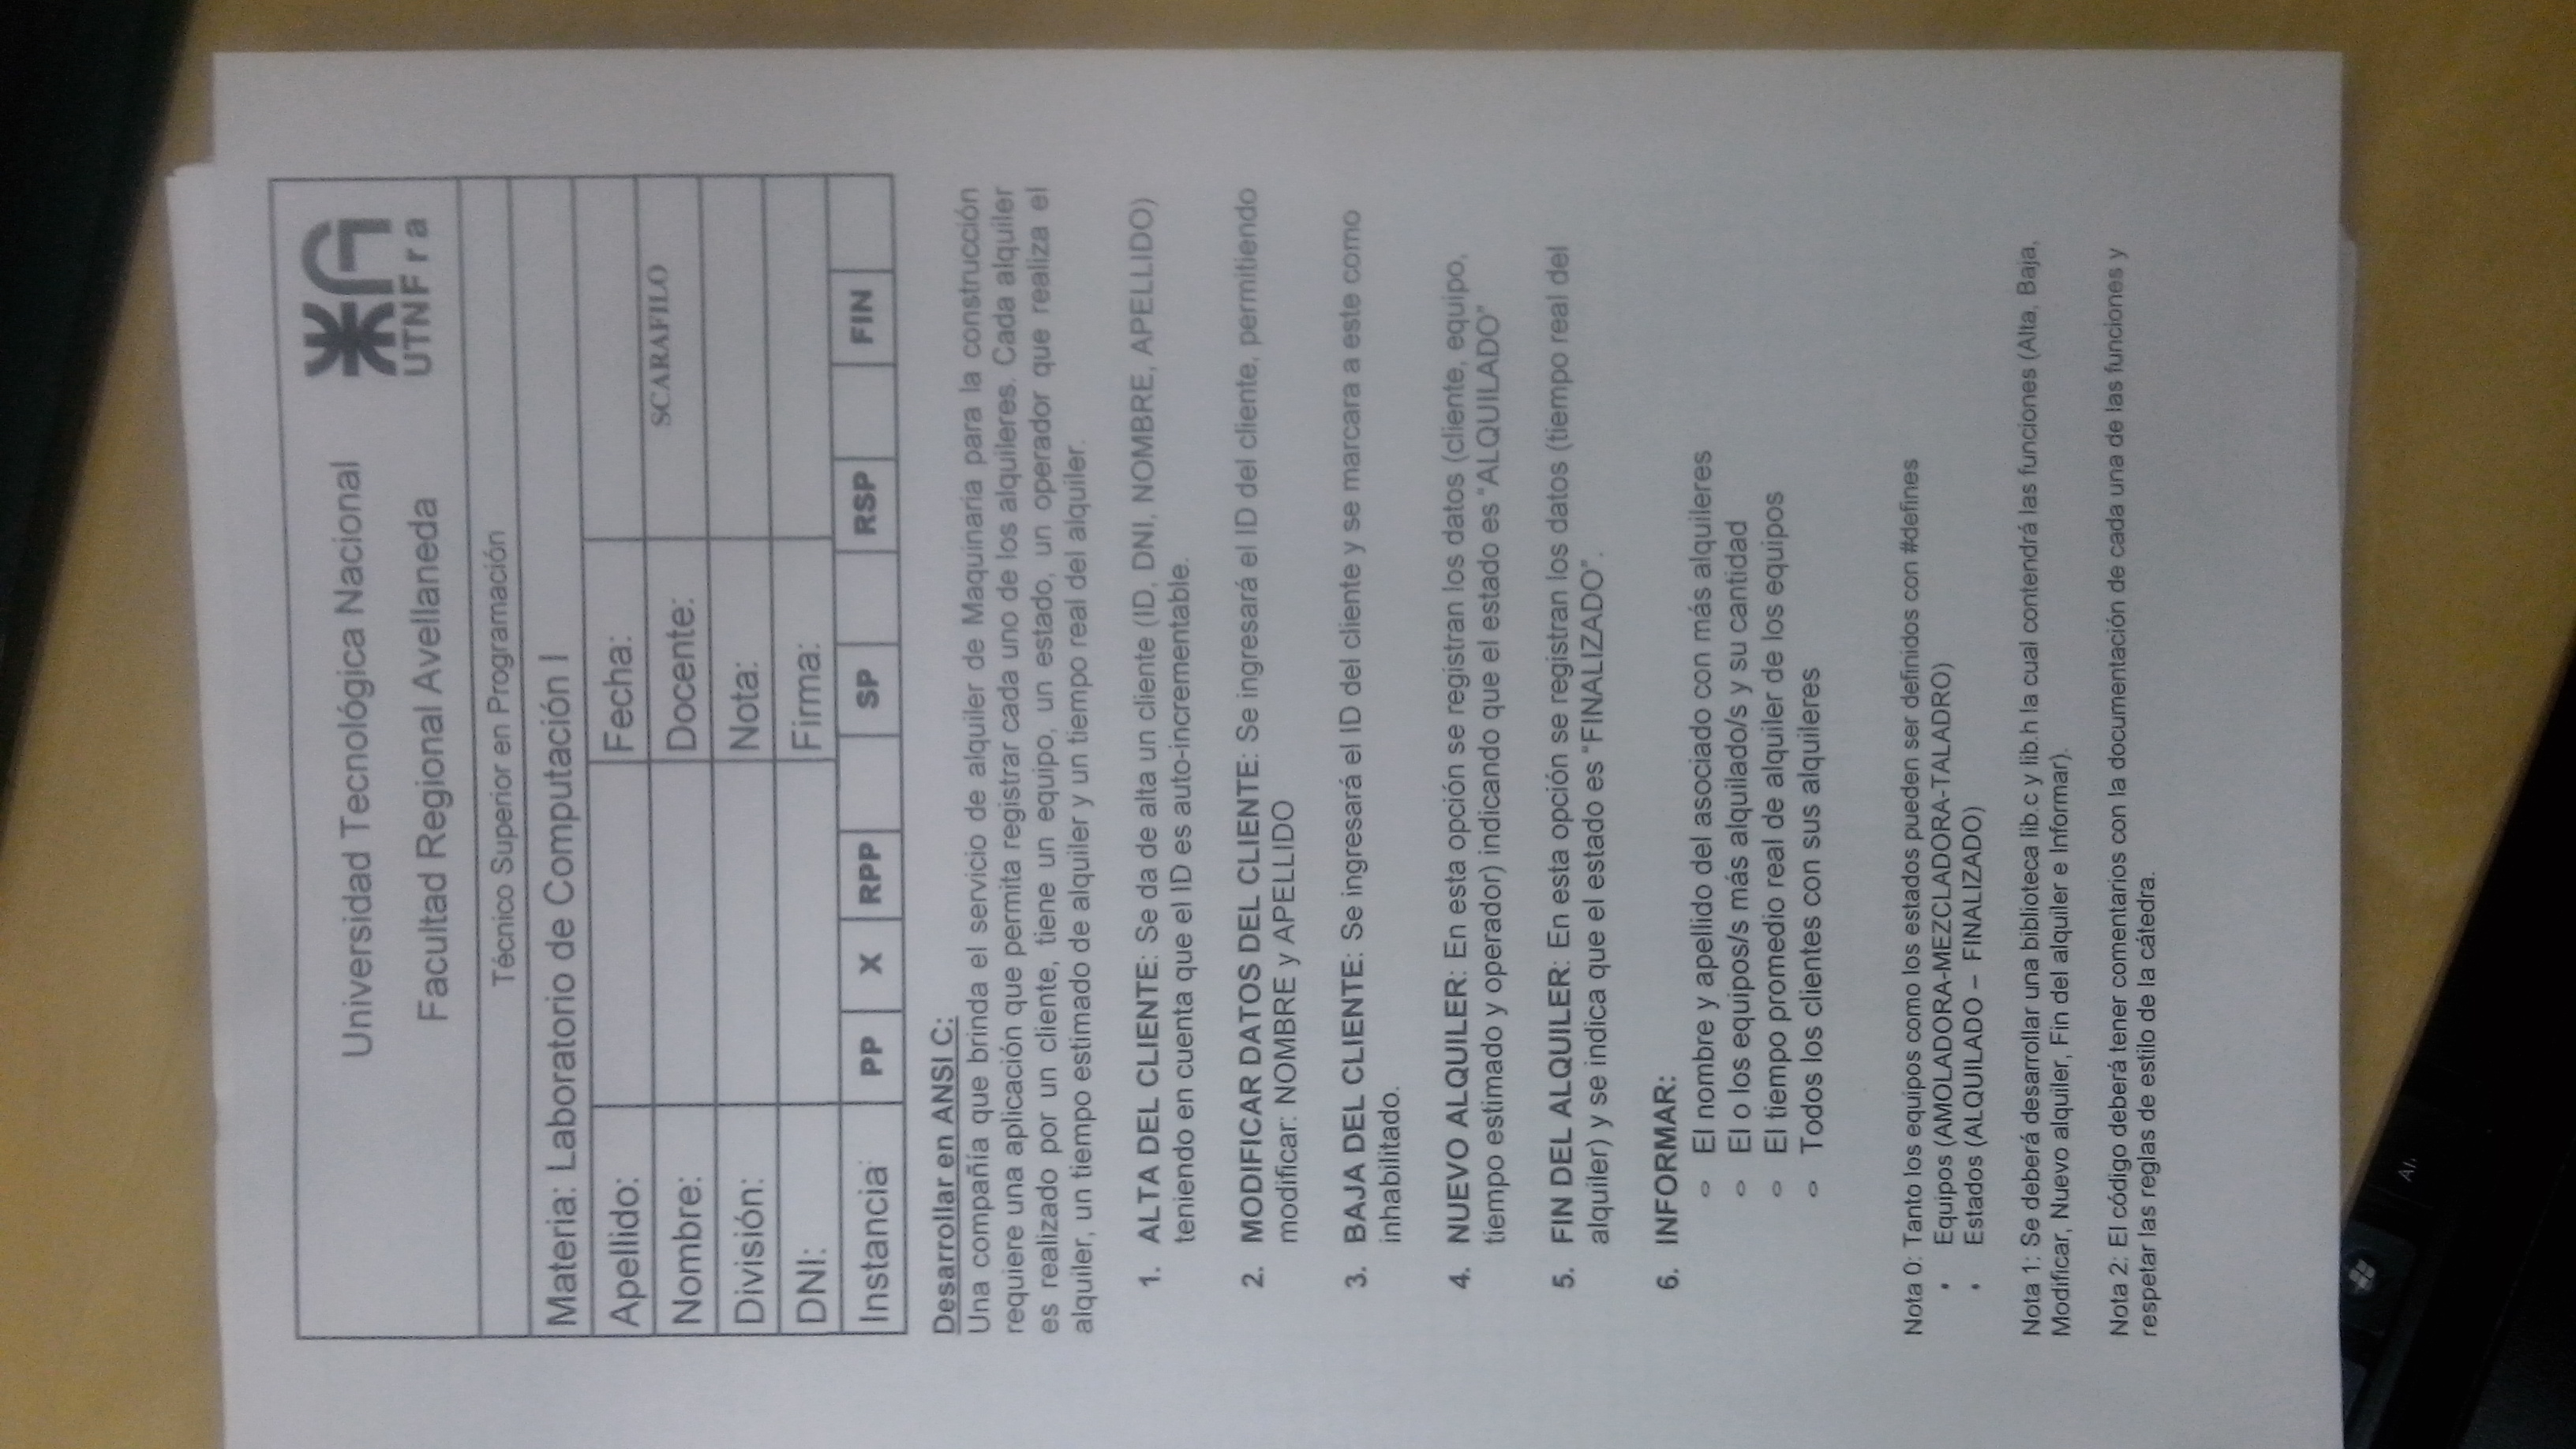 Universidad Tecnológica Nacional
Facultad Regional Avellaneda
UTNFra
Técnico Superior en Programación
Materia: Laboratorio de Computación I
Apellido: Fecha:
Nombre: Docente: SCARAFILO
División: Nota:
DNI: Firma:
Instancia: PP X RPP SP RSP FIN
Desarrollar en ANSI C:
Una compañía que brinda el servicio de alquiler de Maquinaria para la construcción
requiere una aplicación que permita registrar cada uno de los alquileres. Cada alquiler
es realizado por un cliente, tiene un equipo, un estado, un operador que realiza el
alquiler, un tiempo estimado de alquiler y un tiempo real del alquiler.
1. ALTA DEL CLIENTE: Se da de alta un cliente (ID, DNI, NOMBRE, APELLIDO)
teniendo en cuenta que el ID es auto-incrementable.
2. MODIFICAR DATOS DEL CLIENTE: Se ingresará el ID del cliente, permitiendo
modificar: NOMBRE y APELLIDO
3. BAJA DEL CLIENTE: Se ingresará el ID del cliente y se marcara a este como
inhabilitado.
4. NUEVO ALQUILER: En esta opción se registran los datos (cliente, equipo,
tiempo estimado y operador) indicando que el estado es "ALQUILADO"
5. FIN DEL ALQUILER: En esta opción se registran los datos (tiempo real del
alquiler) y se indica que el estado es "FINALIZADO".
6. INFORMAR:
o El nombre y apellido del asociado con más alquileres
o El o los equipos/s más alquilado/s y su cantidad
o El tiempo promedio real de alquiler de los equipos
o Todos los clientes con sus alquileres
Nota 0: Tanto los equipos como los estados pueden ser definidos con #defines
• Equipos (AMOLADORA-MEZCLADORA-TALADRO)
• Estados (ALQUILADO – FINALIZADO)
Nota 1: Se deberá desarrollar una biblioteca lib.c y lib.h la cual contendrá las funciones (Alta, Baja,
Modificar, Nuevo alquiler, Fin del alquiler e Informar).
Nota 2: El código deberá tener comentarios con la documentación de cada una de las funciones y
respetar las reglas de estilo de la cátedra.